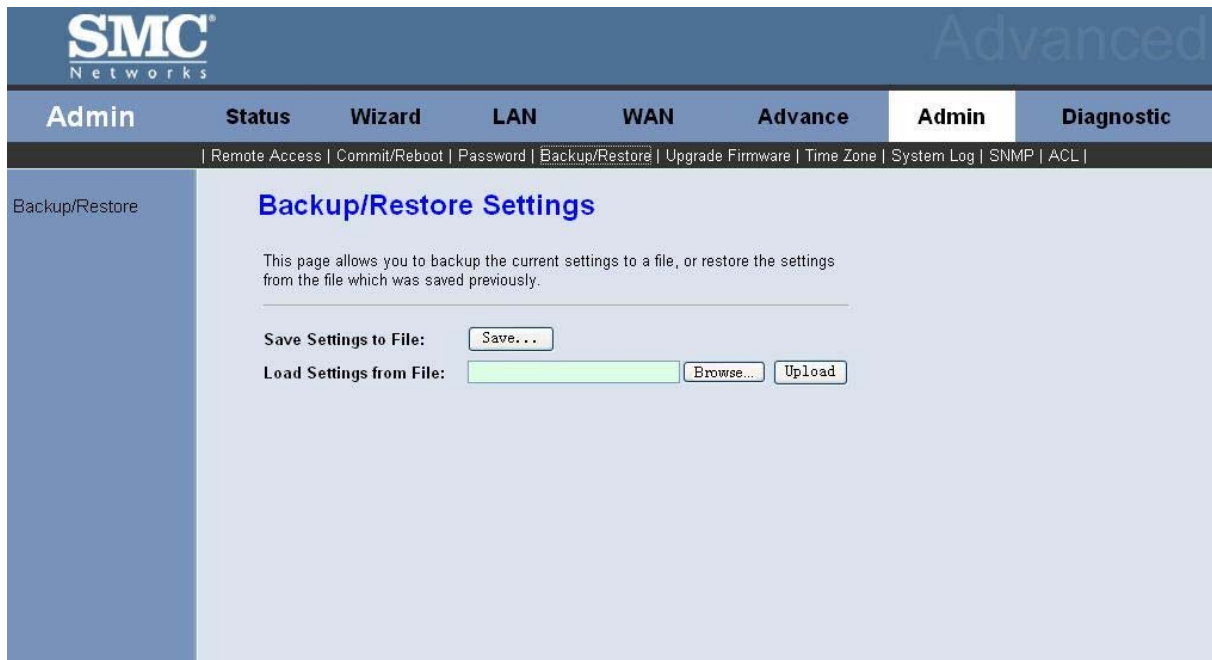 SMC®
Networks
Advanced
Admin
Status Wizard LAN WAN Advance Admin Diagnostic
| Remote Access | Commit/Reboot | Password | Backup/Restore | Upgrade Firmware | Time Zone | System Log | SNMP | ACL |
Backup/Restore
Backup/Restore Settings
This page allows you to backup the current settings to a file, or restore the settings
from the file which was saved previously.
Save Settings to File: Save...
Load Settings from File: Browse... Upload